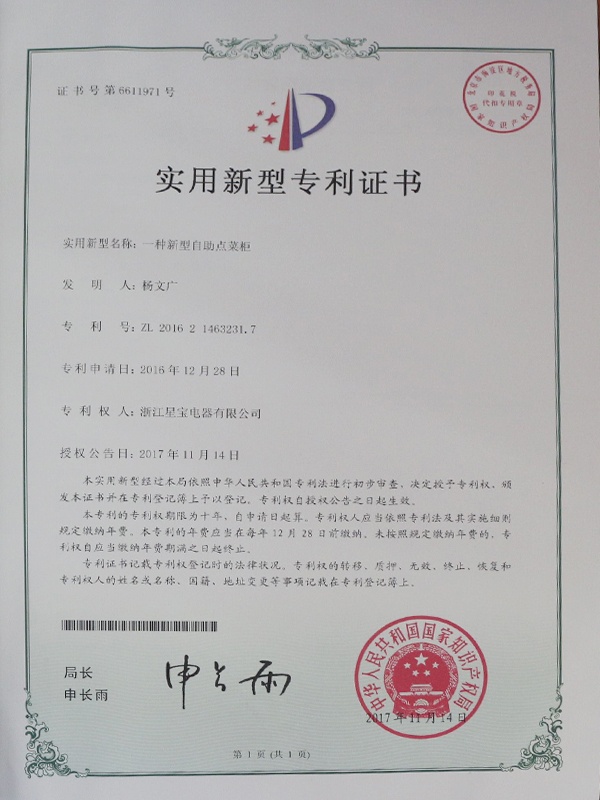 证书号第6611971号
印花税
代扣专用章
国家知识产权
实用新型专利证书
实用新型名称：一种新型自助点菜柜
发明人：杨文广
专利号：ZL 2016 2 1463231.7
专利申请日：2016年12月28日
专利权人：浙江星宝电器有限公司
授权公告日：2017年11月14日
本实用新型经过本局依照中华人民共和国专利法进行初步审查，决定授予专利权，颁
发本证书并在专利登记簿上予以登记。专利权自授权公告之日起生效。
本专利的专利权期限为十年，自申请日起算。专利权人应当依照专利法及其实施细则
规定缴纳年费。本专利的年费应当在每年12月28日前缴纳。未按照规定缴纳年费的，专
利权自应当缴纳年费期满之日起终止。
专利证书记载专利权登记时的法律状况。专利权的转移、质押、无效、终止、恢复和
专利权人的姓名或名称、国籍、地址变更等事项记载在专利登记簿上。
局长
申长雨
申长雨
中华人民共和国国家知识产权局
2017年11月14日
第1页(共1页)